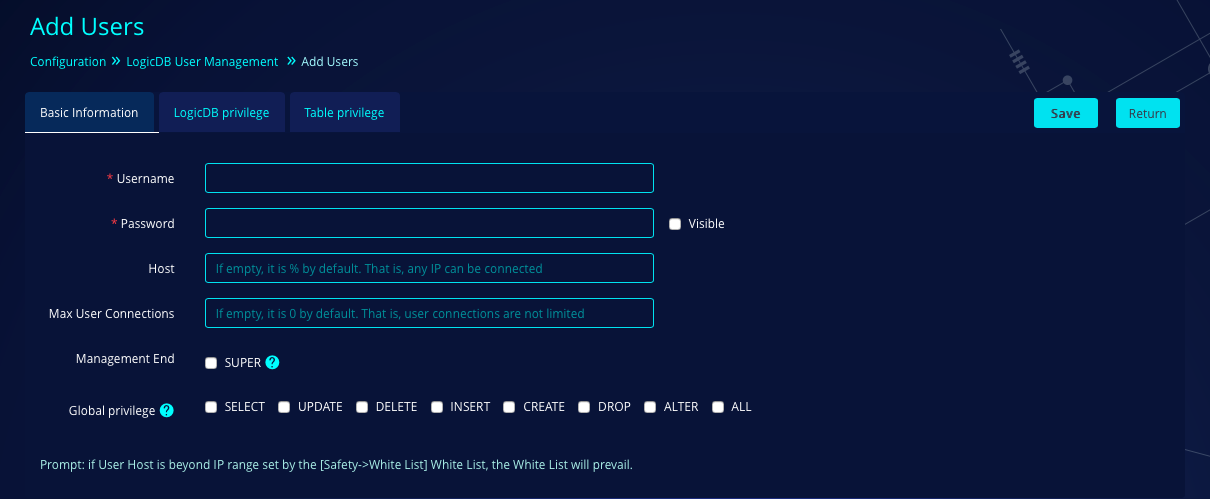 Add Users
Configuration » LogicDB User Management » Add Users
Basic Information LogicDB privilege Table privilege Save Return
* Username
* Password Visible
Host If empty, it is % by default. That is, any IP can be connected
Max User Connections If empty, it is 0 by default. That is, user connections are not limited
Management End SUPER ?
Global privilege ? SELECT UPDATE DELETE INSERT CREATE DROP ALTER ALL
Prompt: if User Host is beyond IP range set by the [Safety->White List] White List, the White List will prevail.